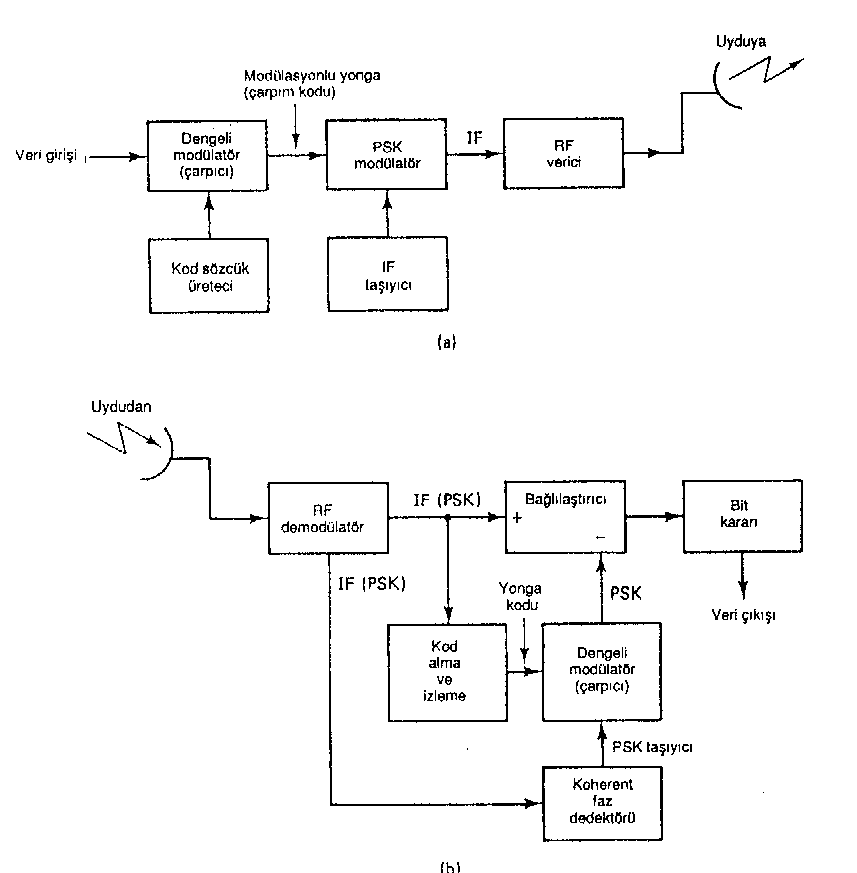 Uyduya
Modülasyonlu yonga
(çarpım kodu)
Veri girişi
Dengeli
modülatör
(çarpıcı)
PSK
modülatör
IF
RF
verici
Kod sözcük
üreteci
IF
taşıyıcı
(a)
Uydudan
RF
demodülatör
IF (PSK)
Bağlılaştırıcı
+
–
Bit
kararı
IF (PSK)
Yonga
kodu
PSK
Veri çıkışı
Kod
alma
ve
izleme
Dengeli
modülatör
(çarpıcı)
PSK taşıyıcı
Koherent
faz
dedektörü
(b)